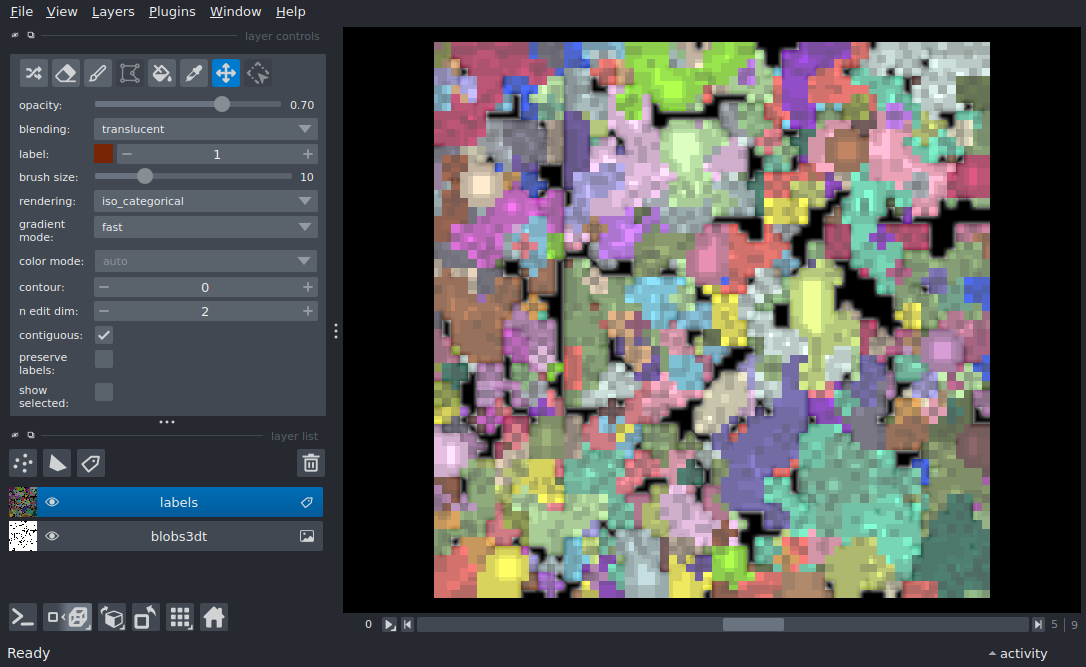 File View Layers Plugins Window Help
layer controls
opacity: 0.70
blending: translucent
label: 1
brush size: 10
rendering: iso_categorical
gradient
mode: fast
color mode: auto
contour: 0
n edit dim: 2
contiguous:
preserve
labels:
show
selected:
layer list
labels
blobs3dt
0 5 | 9
Ready activity